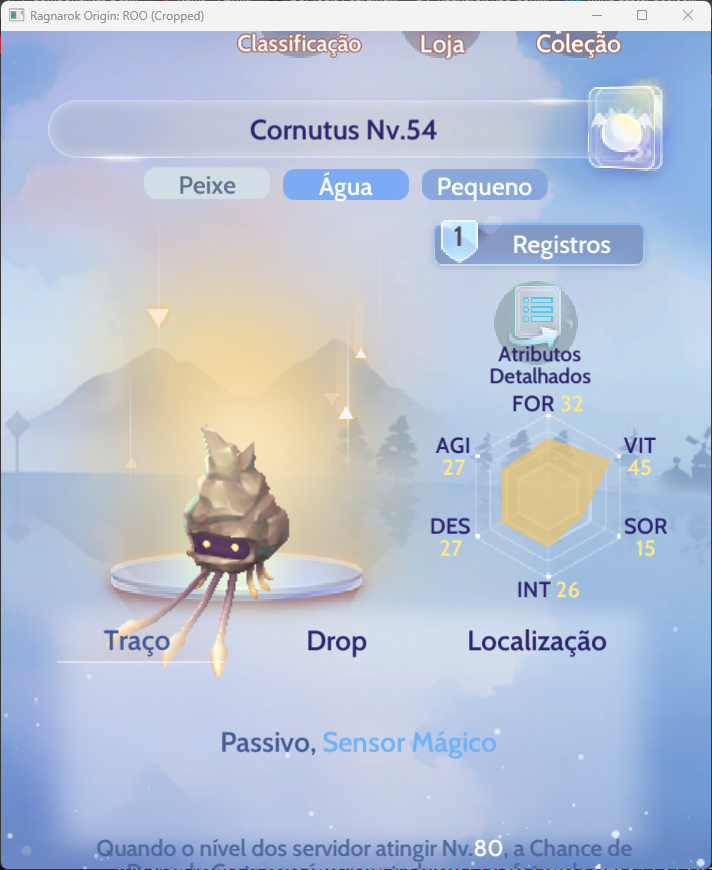 Ragnarok Origin: ROO (Cropped)
Classificação
Loja
Coleção
Cornutus Nv.54
Peixe
Água
Pequeno
1
Registros
Atributos
Detalhados
FOR 32
AGI
27
VIT
45
DES
27
SOR
15
INT 26
Traço
Drop
Localização
Passivo, Sensor Mágico
Quando o nível dos servidor atingir Nv.80, a Chance de